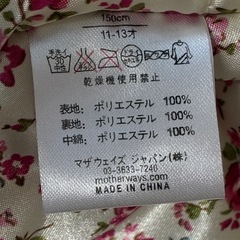 150cm
11-13才
乾燥機使用禁止
表地: ポリエステル 100%
裏地: ポリエステル 100%
中綿: ポリエステル 100%
マザウェイズ ジャパン(株)
03-3633-7240
motherways.com
MADE IN CHINA